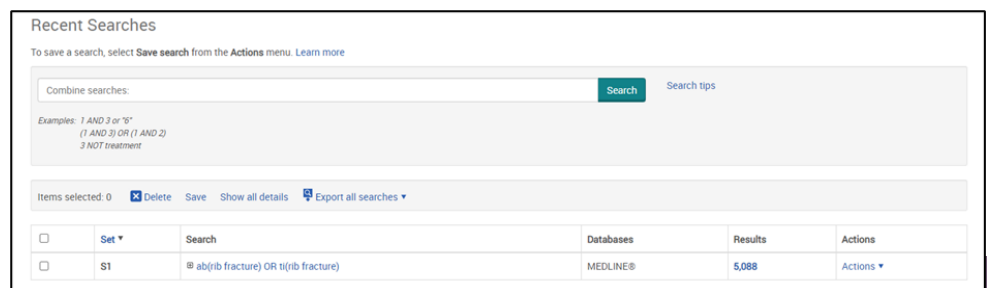 Recent Searches
To save a search, select Save search from the Actions menu. Learn more
Combine searches:
Search
Search tips
Examples: 1 AND 3 or "6"
(1 AND 3) OR (1 AND 2)
3 NOT treatment
Items selected: 0 Delete Save Show all details Export all searches
Set Search Databases Results Actions
S1 ab(rib fracture) OR ti(rib fracture) MEDLINE® 5,088 Actions